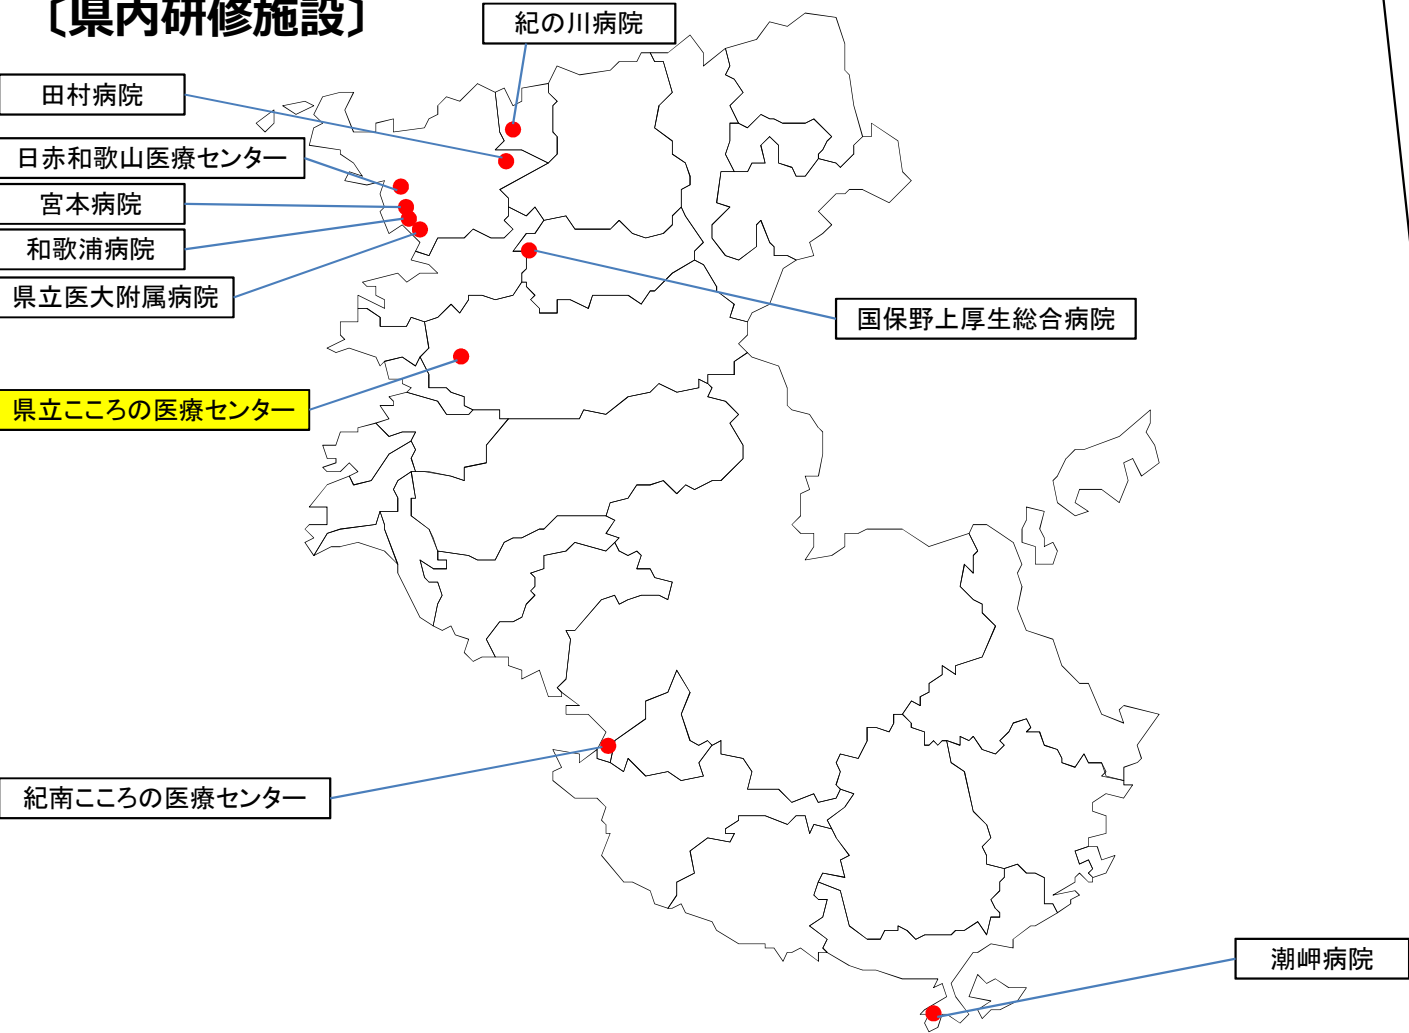 〔県内研修施設〕
紀の川病院
田村病院
日赤和歌山医療センター
宮本病院
和歌浦病院
県立医大附属病院
国保野上厚生総合病院
県立こころの医療センター
紀南こころの医療センター
潮岬病院